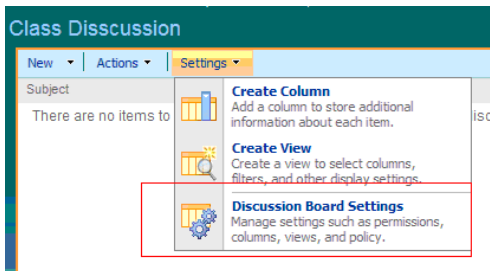 Class Disscussion
New Actions Settings
Subject
There are no items to
Create Column
Add a column to store additional
information about each item.
Create View
Create a view to select columns,
filters, and other display settings.
Discussion Board Settings
Manage settings such as permissions,
columns, views, and policy.